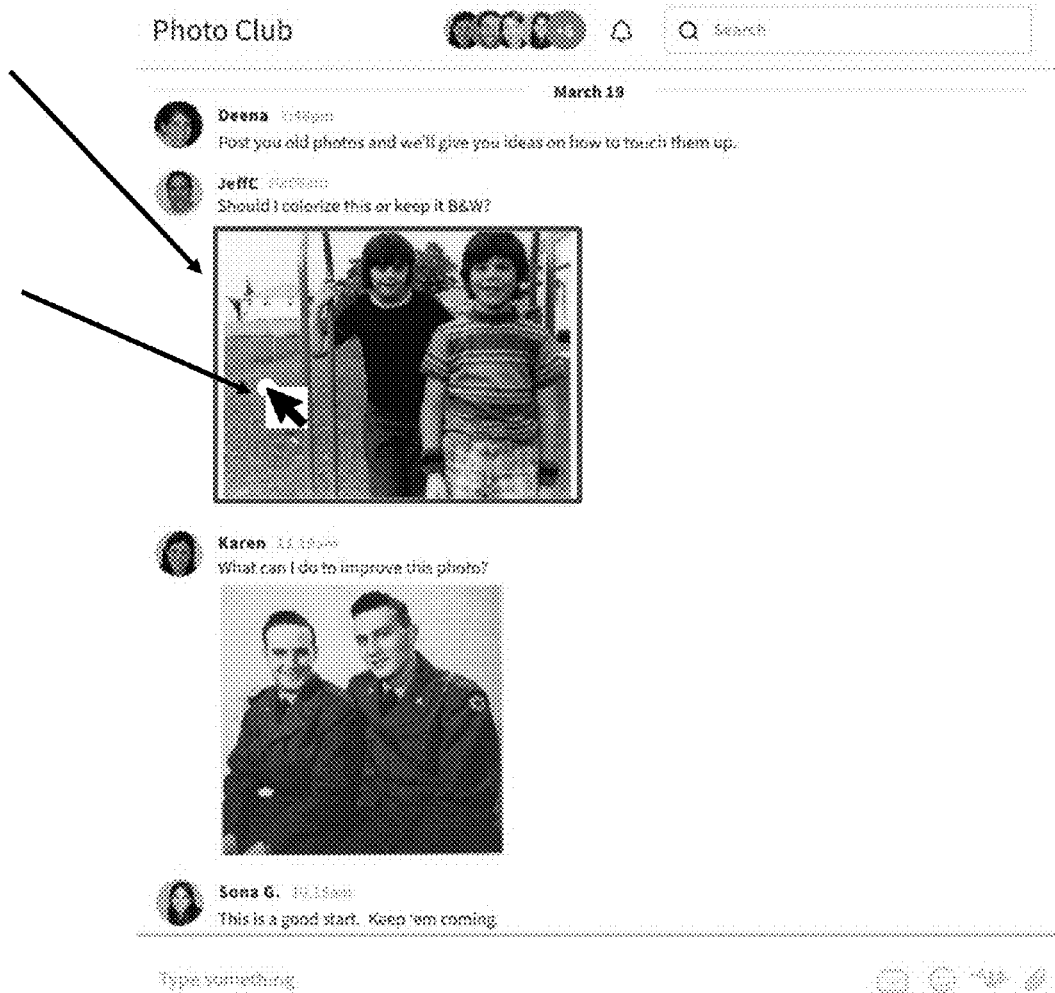 Photo Club
Search
March 19
Deena
Post you old photos and we'll give you ideas on how to touch them up.
JeffC
Should I colorize this or keep it B&W?
Karen
What can I do to improve this photo?
Sona G.
This is a good start. Keep 'em coming
Type something